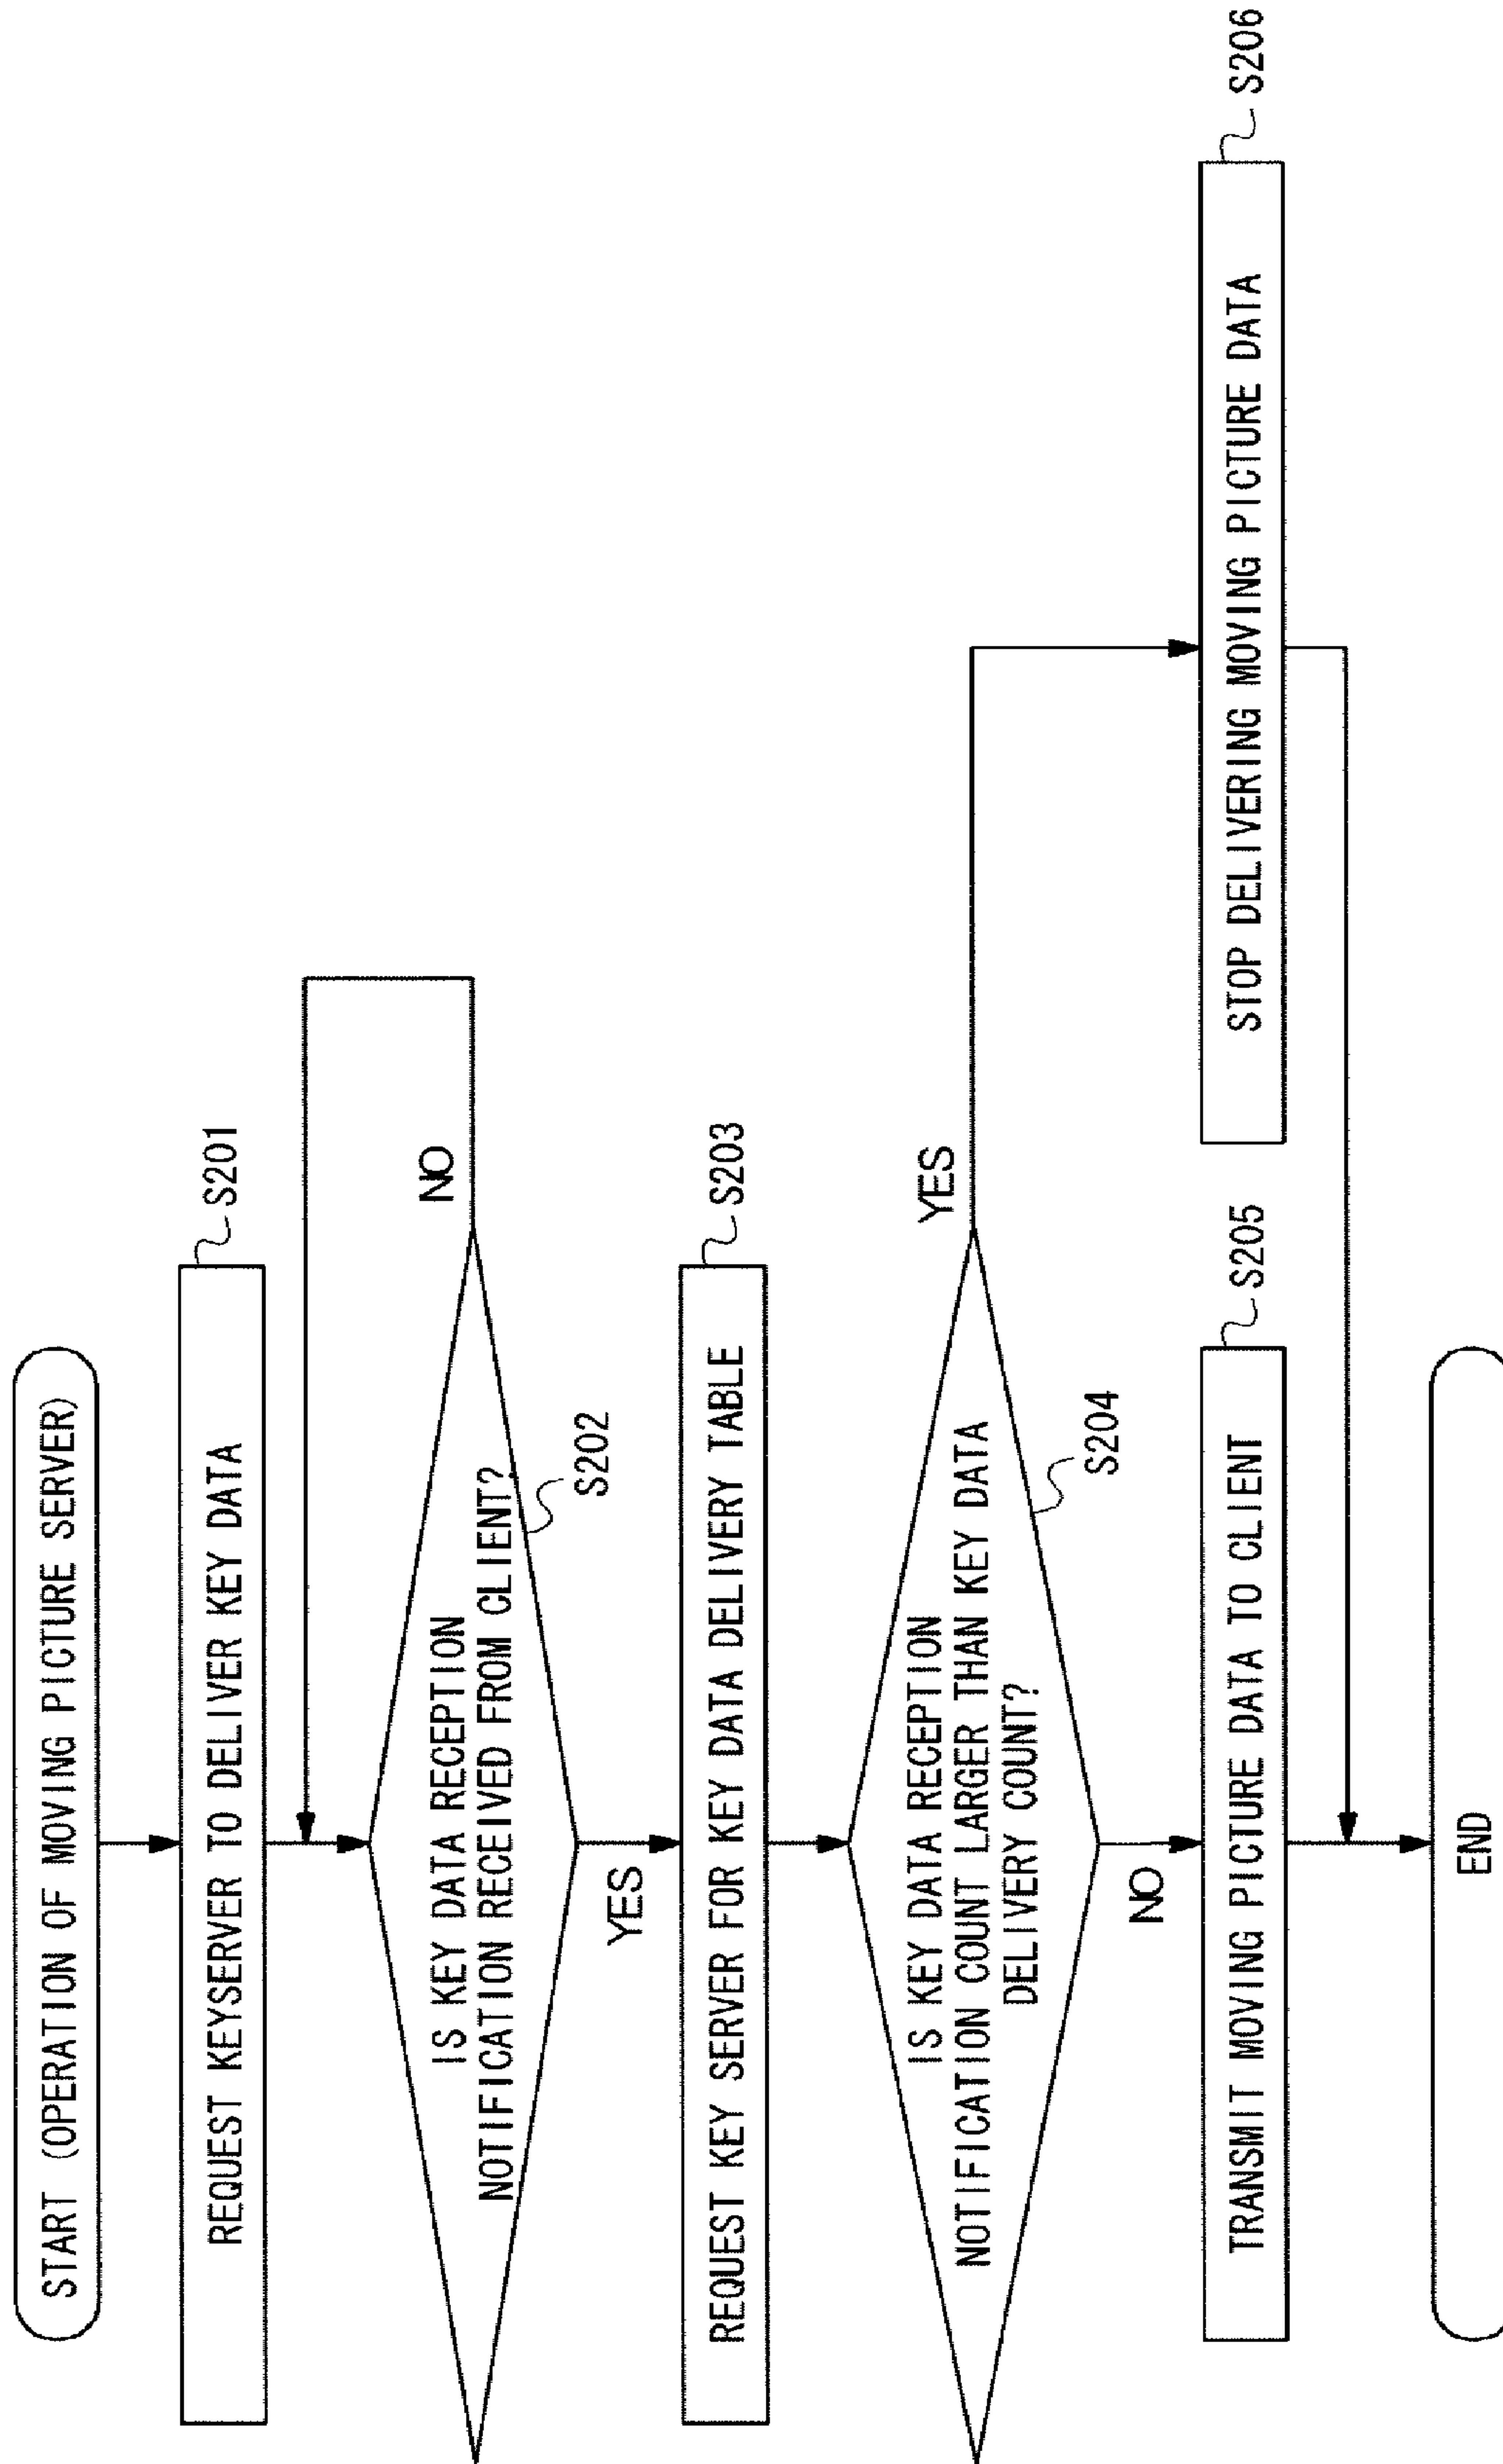 START (OPERATION OF MOVING PICTURE SERVER)
S201
REQUEST KEYSERVER TO DELIVER KEY DATA
NO
IS KEY DATA RECEPTION
NOTIFICATION RECEIVED FROM CLIENT?
S202
YES
S203
REQUEST KEY SERVER FOR KEY DATA DELIVERY TABLE
YES
IS KEY DATA RECEPTION
NOTIFICATION COUNT LARGER THAN KEY DATA
DELIVERY COUNT?
S204
NO
S205
TRANSMIT MOVING PICTURE DATA TO CLIENT
S206
STOP DELIVERING MOVING PICTURE DATA
END